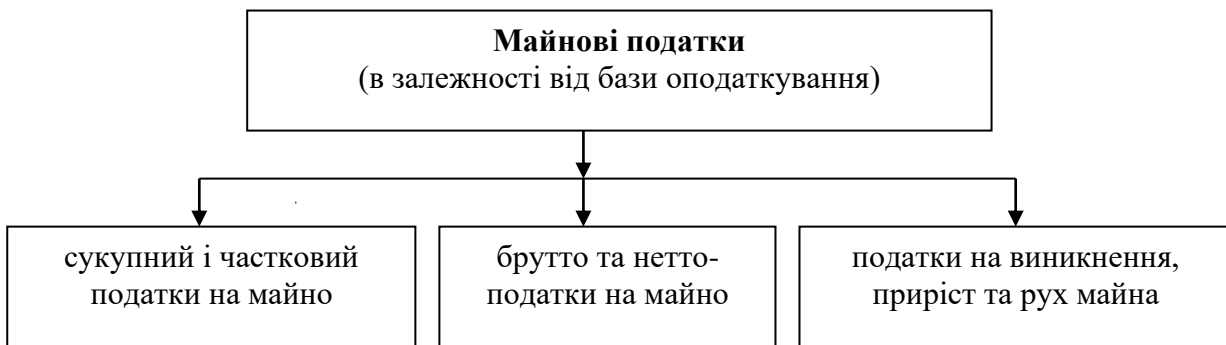 Майнові податки
(в залежності від бази оподаткування)
сукупний і частковий
податки на майно
брутто та нетто-
податки на майно
податки на виникнення,
приріст та рух майна